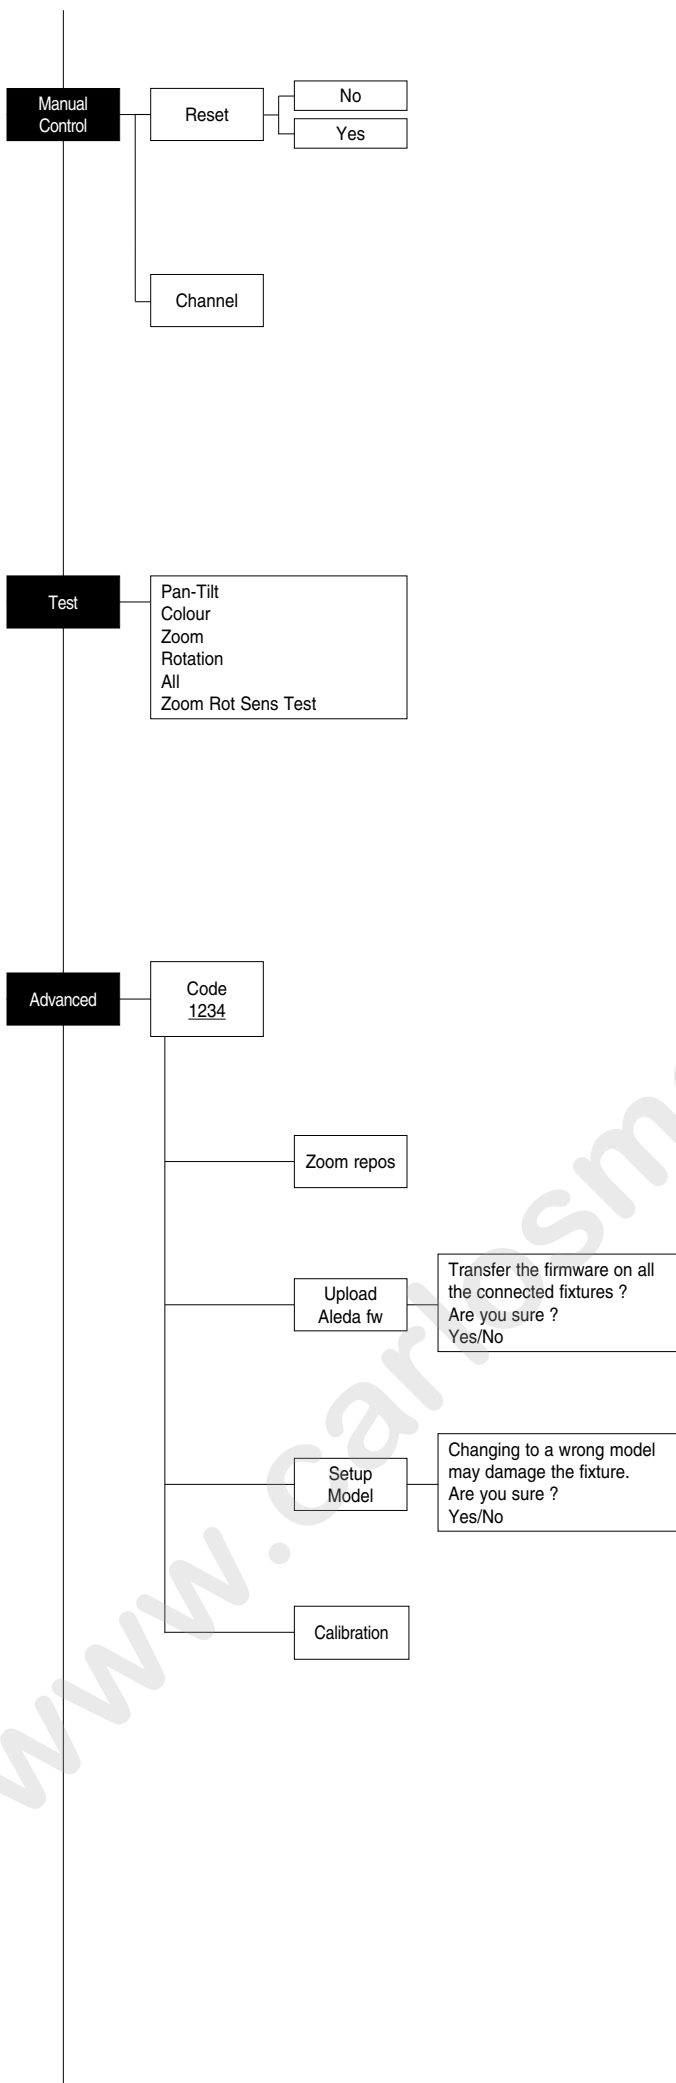 Manual
Control
Reset
No
Yes
Channel
Test
Pan-Tilt
Colour
Zoom
Rotation
All
Zoom Rot Sens Test
Advanced
Code
1234
Zoom repos
Upload
Aleda fw
Transfer the firmware on all
the connected fixtures ?
Are you sure ?
Yes/No
Setup
Model
Changing to a wrong model
may damage the fixture.
Are you sure ?
Yes/No
Calibration
www.carlosm